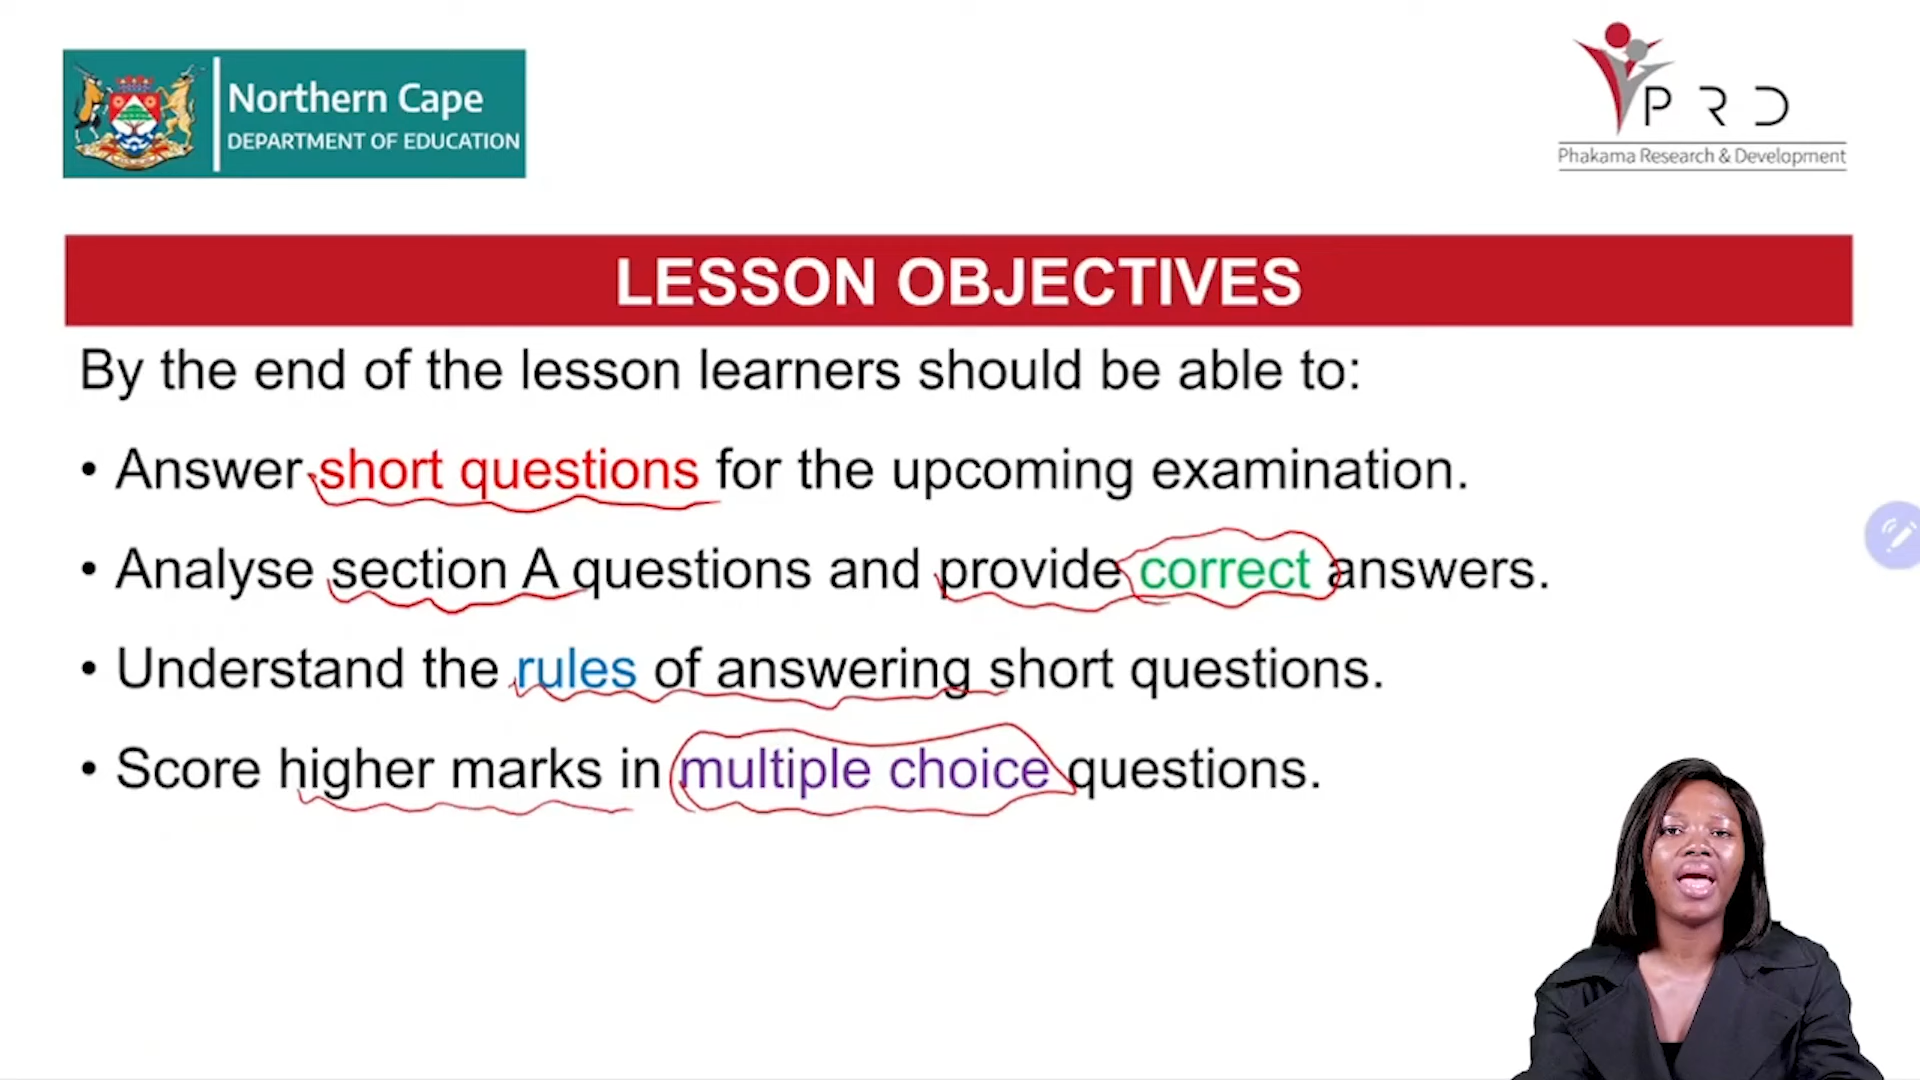 Northern Cape
DEPARTMENT OF EDUCATION
PRD
Phakama Research & Development
LESSON OBJECTIVES
By the end of the lesson learners should be able to:
• Answer short questions for the upcoming examination.
• Analyse section A questions and provide correct answers.
• Understand the rules of answering short questions.
• Score higher marks in multiple choice questions.